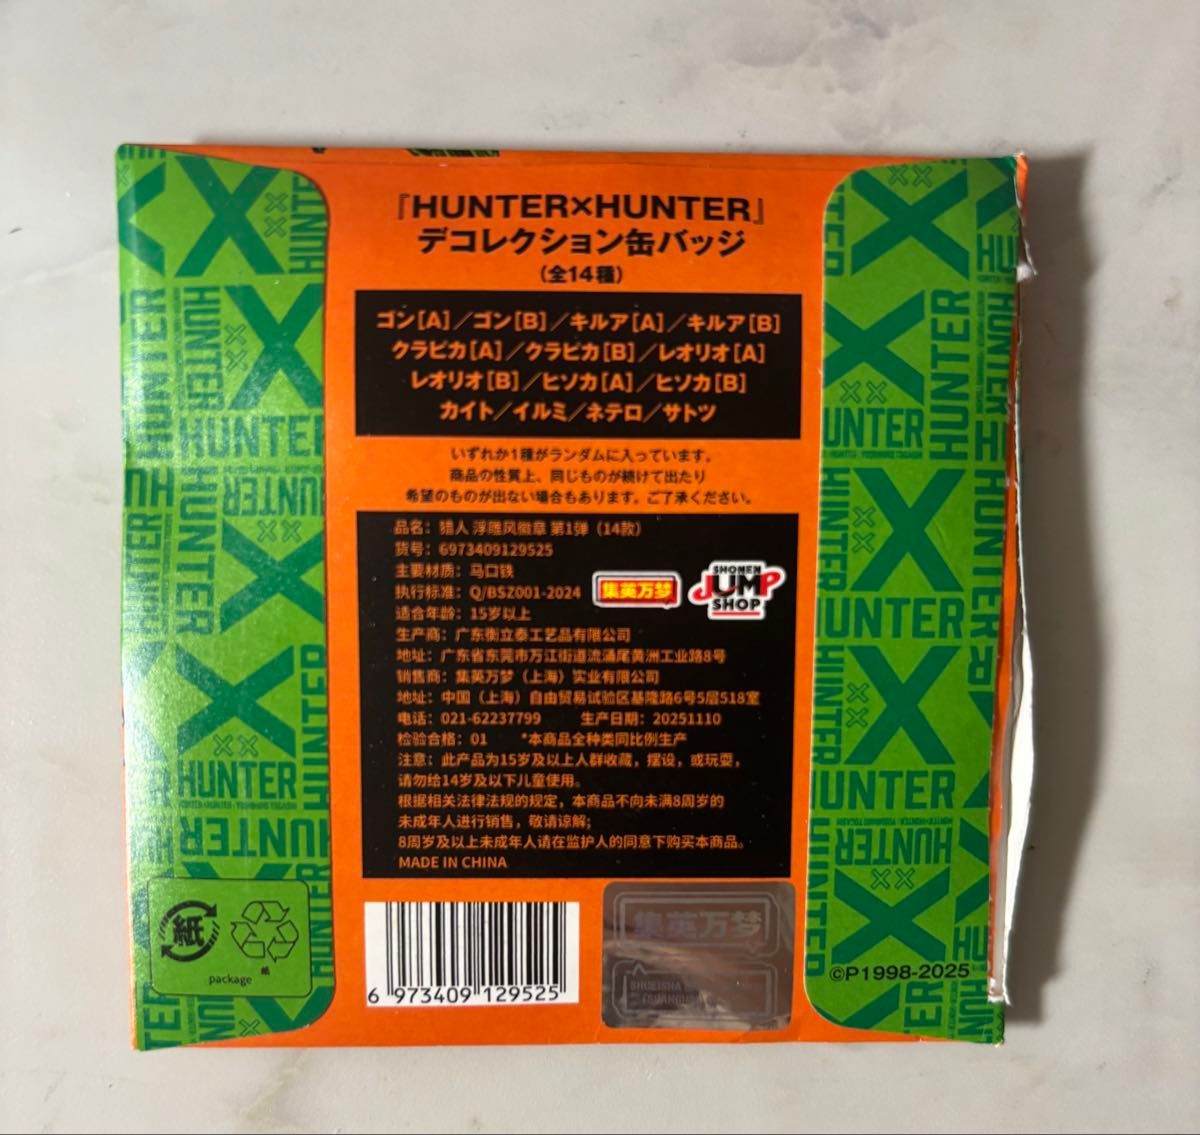 『HUNTER×HUNTER』
デコレクション缶バッジ
(全14種)
ゴン[A]／ゴン[B]／キルア[A]／キルア[B]
クラピカ[A]／クラピカ[B]／レオリオ[A]
レオリオ[B]／ヒソカ[A]／ヒソカ[B]
カイト／イルミ／ネテロ／サトツ
いずれか1種がランダムに入っています。
商品の性質上、同じものが続けて出たり
希望のものが出ない場合もあります。ご了承ください。
品名：猎人 浮雕风徽章 第1弹（14款）
货号：6973409129525
主要材质：马口铁
执行标准：Q/BSZ001-2024
适合年龄：15岁以上
集英万梦
SHONEN
JUMP
SHOP
生产商：广东衡立泰工艺品有限公司
地址：广东省东莞市万江街道流涌尾黄洲工业路8号
销售商：集英万梦（上海）实业有限公司
地址：中国（上海）自由贸易试验区基隆路6号5层518室
电话：021-62237799 生产日期：20251110
检验合格：01 *本商品全种类同比例生产
注意：此产品为15岁及以上人群收藏，摆设，或玩耍，
请勿给14岁及以下儿童使用。
根据相关法律法规的规定，本商品不向未满8周岁的
未成年人进行销售，敬请谅解；
8周岁及以上未成年人请在监护人的同意下购买本商品。
MADE IN CHINA
紙
紙
package
6 973409 129525
集英万梦
SHUEISHA
©P1998-2025
HUNTER
HUNTER
HUNTER
HUNTER
HUNTER
HUNTER
HUNTER
HUNTER
HUNTER
HUNTER
HUNTER
HUNTER